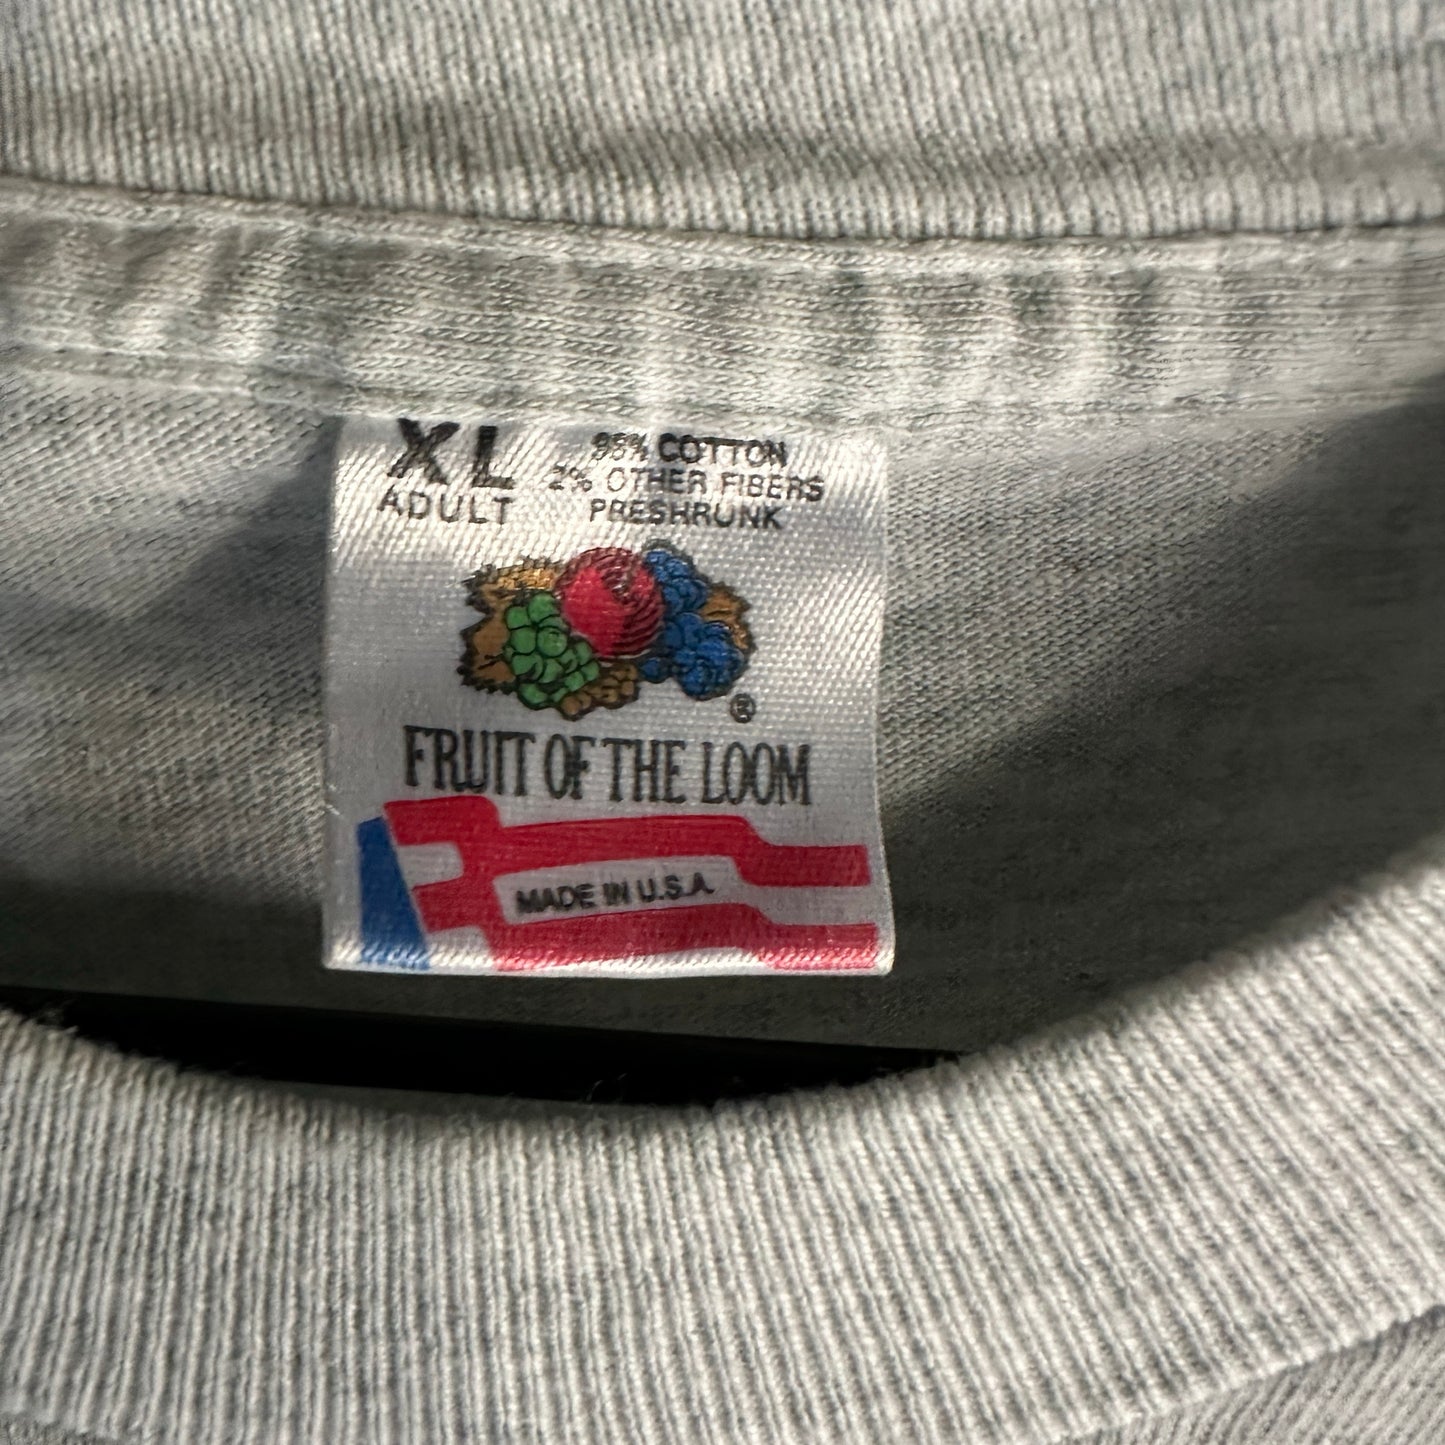 XL
ADULT
98% COTTON
2% OTHER FIBERS
PRESHRUNK
®
FRUIT OF THE LOOM
MADE IN U.S.A.